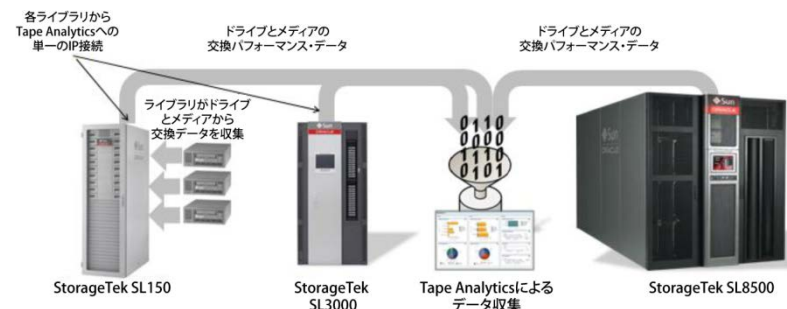 各ライブラリから
Tape Analyticsへの
単一のIP接続
ドライブとメディアの
交換パフォーマンス・データ
ドライブとメディアの
交換パフォーマンス・データ
ライブラリがドライブ
とメディアから
交換データを収集
0110
000
1110
0101
Sun
ORACLE
Sun
ORACLE
StorageTek SL150
StorageTek
SL3000
Tape Analyticsによる
データ収集
StorageTek SL8500